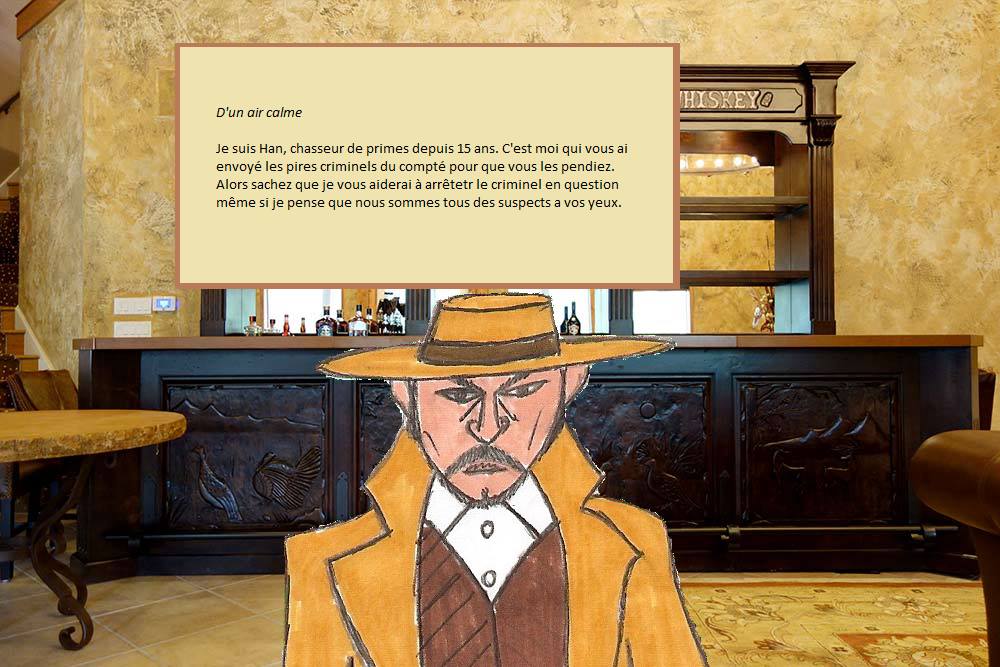 WHISKEY
D'un air calme
Je suis Han, chasseur de primes depuis 15 ans. C'est moi qui vous ai
envoyé les pires criminels du compté pour que vous les pendiez.
Alors sachez que je vous aiderai à arrêtetr le criminel en question
même si je pense que nous sommes tous des suspects a vos yeux.